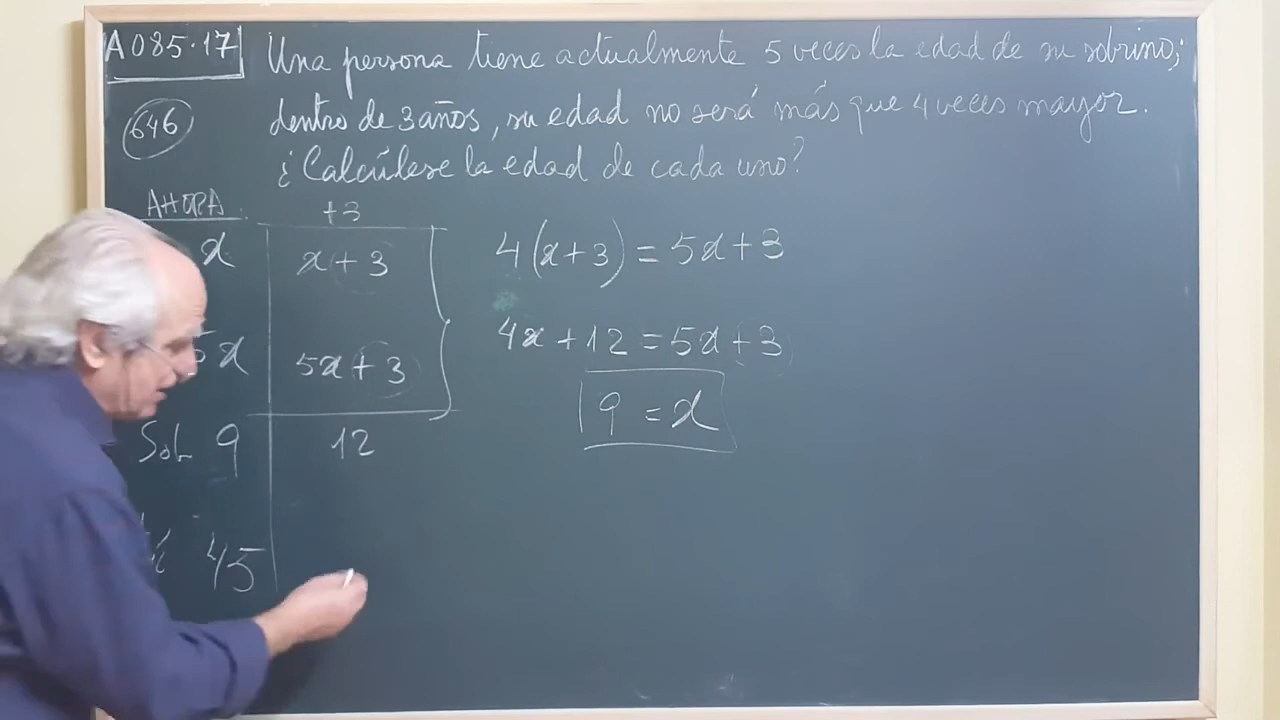 A085.17
Una persona tiene actualmente 5 veces la edad de su sobrino;
646
dentro de 3 años, su edad no será más que 4 veces mayor.
¿Calcúlese la edad de cada uno?
AHORA +3
x x+3
5x 5x+3
Sob 9 12
45
4(x+3) = 5x+3
4x+12 = 5x+3
9 = x